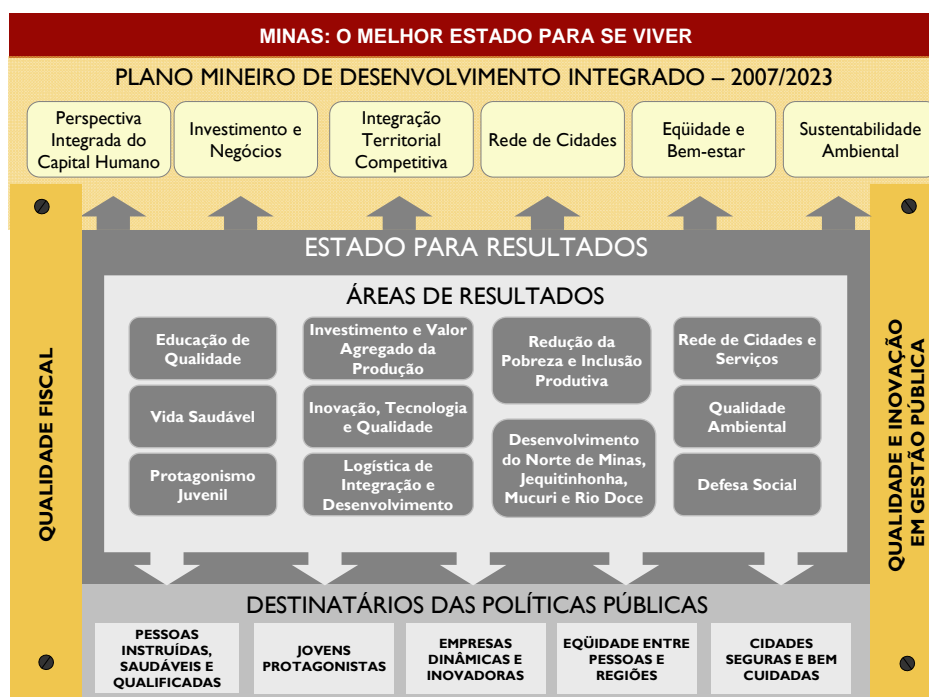 MINAS: O MELHOR ESTADO PARA SE VIVER
PLANO MINEIRO DE DESENVOLVIMENTO INTEGRADO – 2007/2023
Perspectiva
Integrada do
Capital Humano
Investimento e
Negócios
Integração
Territorial
Competitiva
Rede de Cidades
Eqüidade e
Bem-estar
Sustentabilidade
Ambiental
ESTADO PARA RESULTADOS
ÁREAS DE RESULTADOS
Educação de
Qualidade
Vida Saudável
Protagonismo
Juvenil
Investimento e Valor
Agregado da
Produção
Inovação, Tecnologia
e Qualidade
Logística de
Integração e
Desenvolvimento
Redução da
Pobreza e Inclusão
Produtiva
Desenvolvimento
do Norte de Minas,
Jequitinhonha,
Mucuri e Rio Doce
Rede de Cidades e
Serviços
Qualidade
Ambiental
Defesa Social
QUALIDADE FISCAL
QUALIDADE E INOVAÇÃO
EM GESTÃO PÚBLICA
DESTINATÁRIOS DAS POLÍTICAS PÚBLICAS
PESSOAS
INSTRUÍDAS,
SAUDÁVEIS E
QUALIFICADAS
JOVENS
PROTAGONISTAS
EMPRESAS
DINÂMICAS E
INOVADORAS
EQÜIDADE ENTRE
PESSOAS E
REGIÕES
CIDADES
SEGURAS E BEM
CUIDADAS